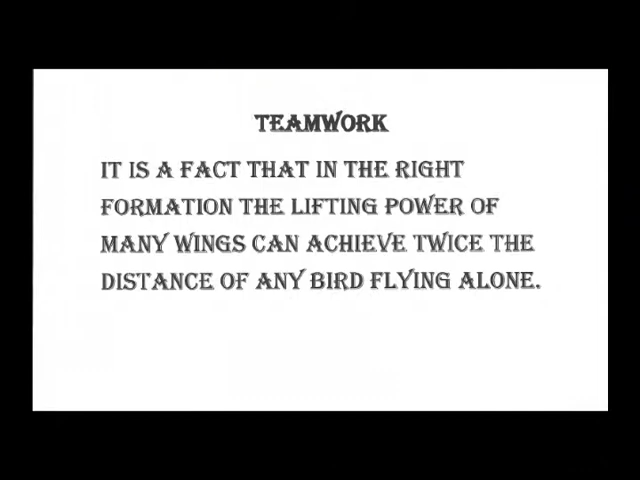 TEAMWORK
IT IS A FACT THAT IN THE RIGHT
FORMATION THE LIFTING POWER OF
MANY WINGS CAN ACHIEVE TWICE THE
DISTANCE OF ANY BIRD FLYING ALONE.